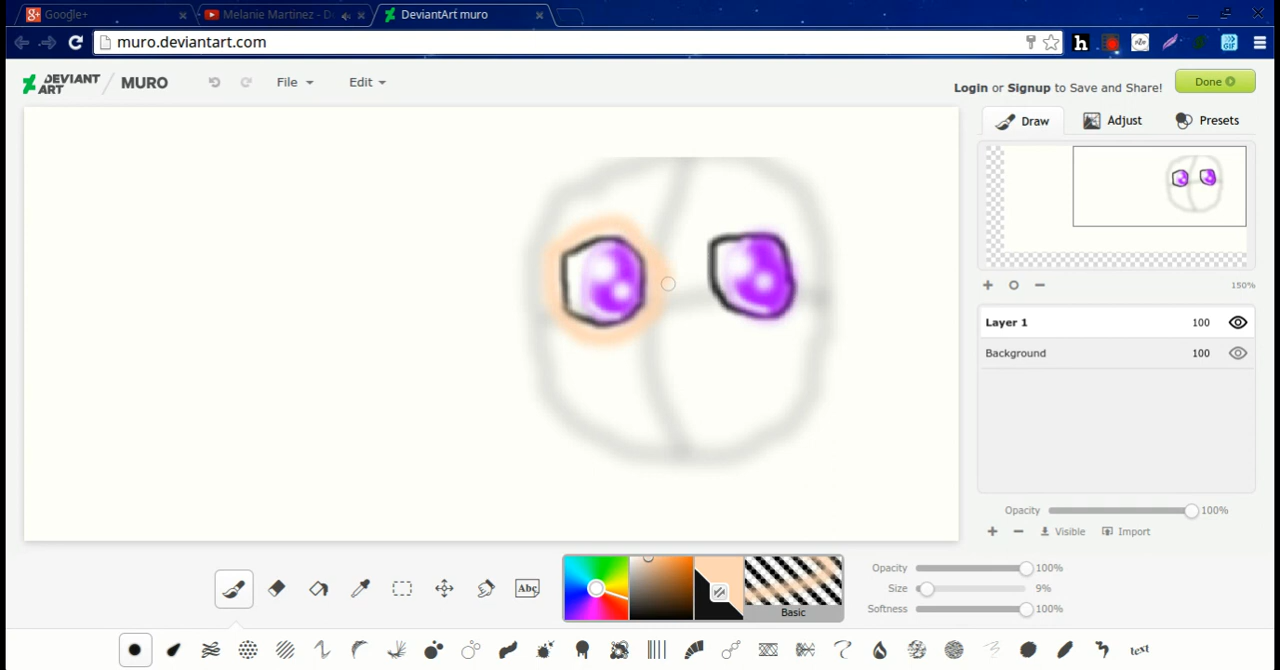 Google+
Melanie Martinez - D
DeviantArt muro
muro.deviantart.com
DEVIANT ART / MURO
File
Edit
Login or Signup to Save and Share!
Done
Draw
Adjust
Presets
150%
Layer 1 100
Background 100
Opacity 100%
Visible
Import
Abc
Basic
Opacity 100%
Size 9%
Softness 100%
text